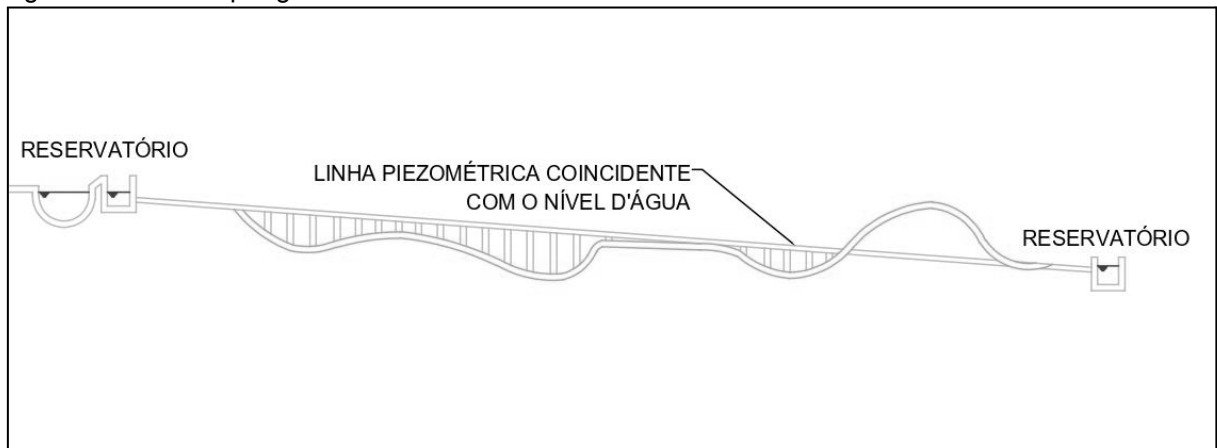 RESERVATÓRIO
LINHA PIEZOMÉTRICA COINCIDENTE
COM O NÍVEL D'ÁGUA
RESERVATÓRIO